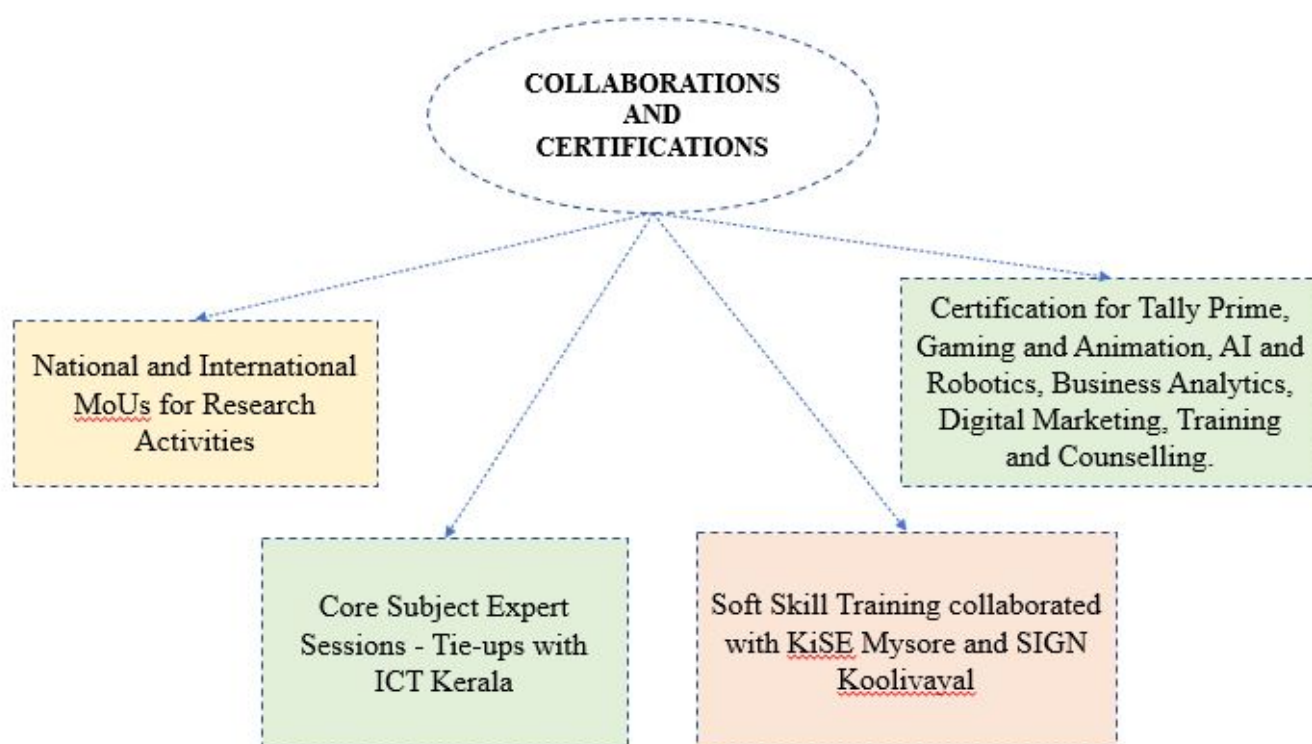 COLLABORATIONS
AND
CERTIFICATIONS
National and International
MoUs for Research
Activities
Certification for Tally Prime,
Gaming and Animation, AI and
Robotics, Business Analytics,
Digital Marketing, Training
and Counselling.
Core Subject Expert
Sessions - Tie-ups with
ICT Kerala
Soft Skill Training collaborated
with KiSE Mysore and SIGN
Koolivayal